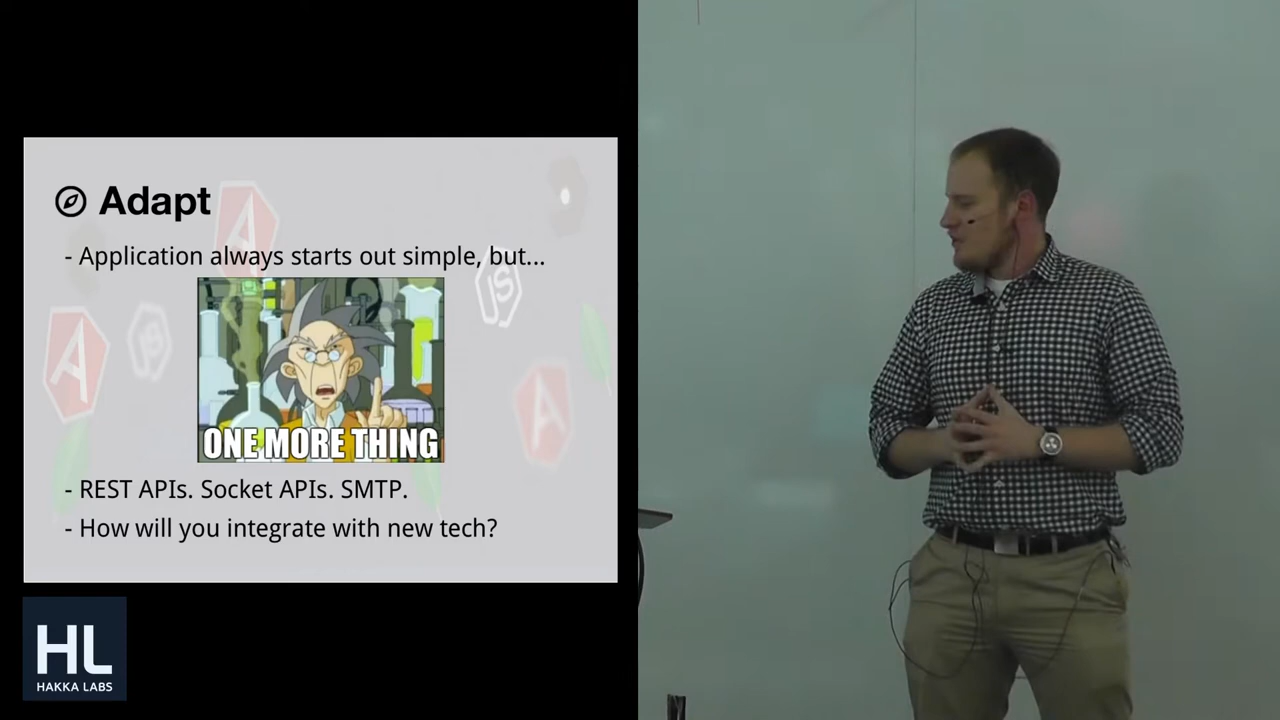 Adapt
- Application always starts out simple, but...
JS
ONE MORE THING
- REST APIs. Socket APIs. SMTP.
- How will you integrate with new tech?
HL
HAKKA LABS